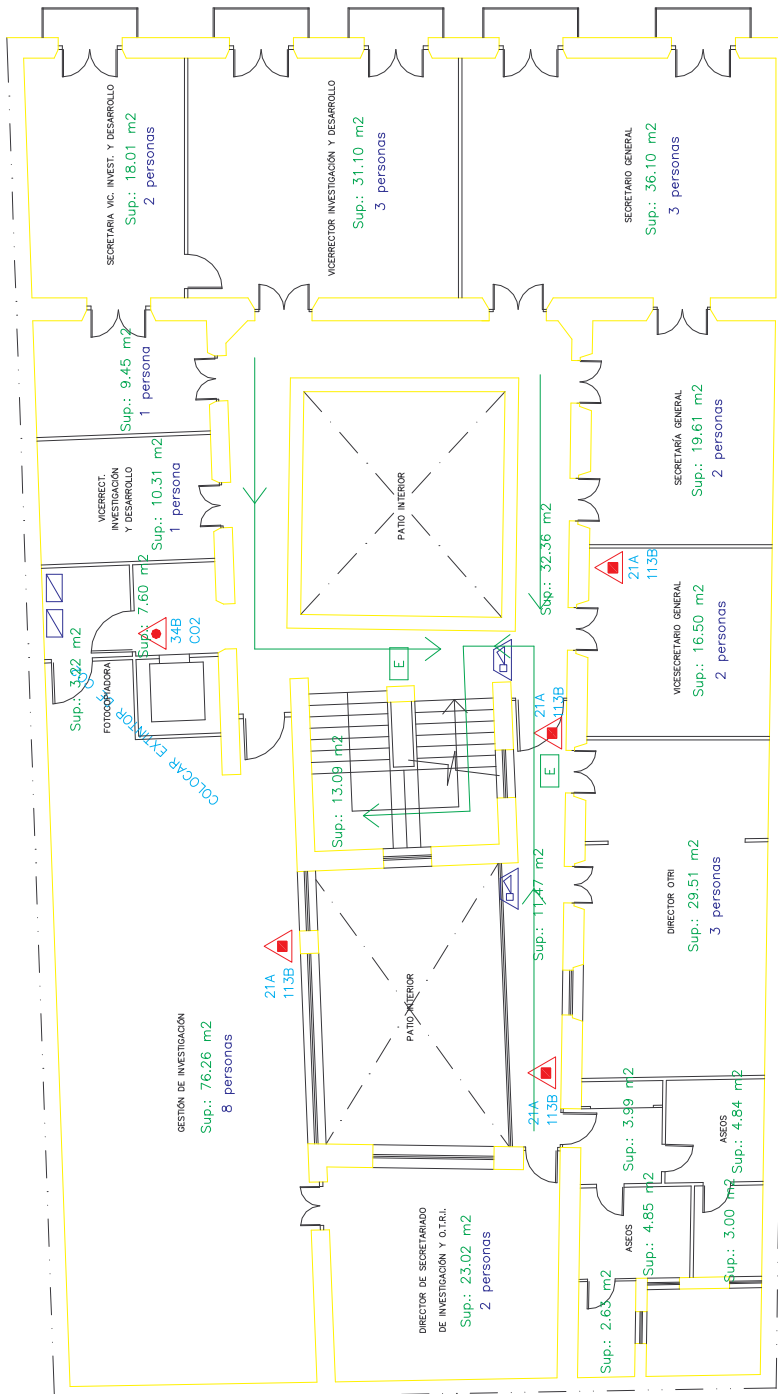 SECRETARIA VIC. INVEST. Y DESARROLLO
Sup.: 18.01 m2
2 personas
VICERRECTOR INVESTIGACIÓN Y DESARROLLO
Sup.: 31.10 m2
3 personas
SECRETARIO GENERAL
Sup.: 36.10 m2
3 personas
Sup.: 9.45 m2
1 persona
VICERRECT.
INVESTIGACIÓN
Y DESARROLLO
Sup.: 10.31 m2
1 persona
PATIO INTERIOR
Sup.: 32.36 m2
SECRETARÍA GENERAL
Sup.: 19.61 m2
2 personas
21A
113B
VICESECRETARIO GENERAL
Sup.: 16.50 m2
2 personas
Sup.: 7.60 m2
34B
CO2
Sup.: 3.22 m2
FOTOCOPIADORA
COLOCAR EXTINTOR DE CO2
E
21A
113B
E
Sup.: 13.09 m2
DIRECTOR OTRI
Sup.: 29.51 m2
3 personas
Sup.: 11.47 m2
21A
113B
GESTIÓN DE INVESTIGACIÓN
Sup.: 76.26 m2
8 personas
PATIO INTERIOR
21A
113B
Sup.: 3.99 m2
ASEOS
Sup.: 4.84 m2
ASEOS
Sup.: 4.85 m2
Sup.: 3.00 m2
DIRECTOR DE SECRETARIADO
DE INVESTIGACIÓN Y O.T.R.I.
Sup.: 23.02 m2
2 personas
Sup.: 2.63 m2